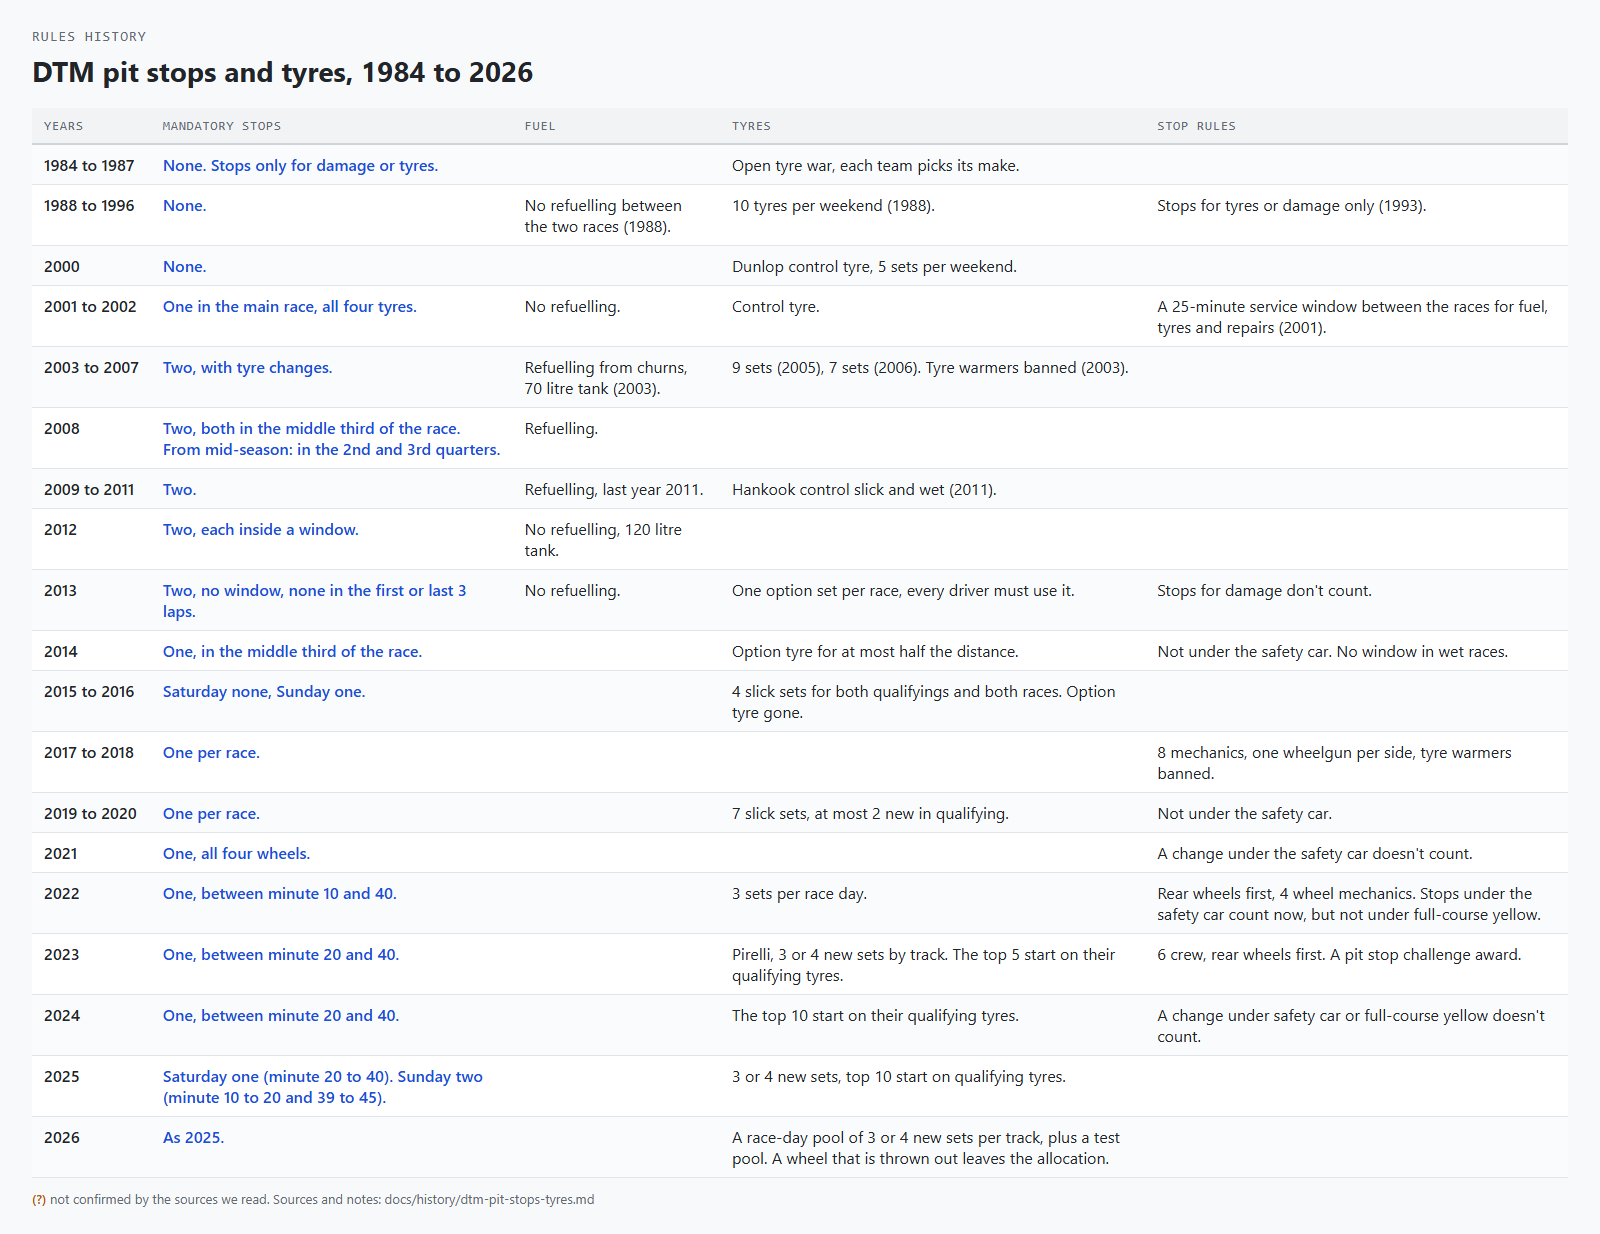 RULES HISTORY
DTM pit stops and tyres, 1984 to 2026
YEARS MANDATORY STOPS FUEL TYRES STOP RULES
1984 to 1987 None. Stops only for damage or tyres. Open tyre war, each team picks its make.
1988 to 1996 None. No refuelling between 10 tyres per weekend (1988). Stops for tyres or damage only (1993).
the two races (1988).
2000 None. Dunlop control tyre, 5 sets per weekend.
2001 to 2002 One in the main race, all four tyres. No refuelling. Control tyre. A 25-minute service window between the races for fuel,
tyres and repairs (2001).
2003 to 2007 Two, with tyre changes. Refuelling from churns, 9 sets (2005), 7 sets (2006). Tyre warmers banned (2003).
70 litre tank (2003).
2008 Two, both in the middle third of the race. Refuelling.
From mid-season: in the 2nd and 3rd quarters.
2009 to 2011 Two. Refuelling, last year 2011. Hankook control slick and wet (2011).
2012 Two, each inside a window. No refuelling, 120 litre
tank.
2013 Two, no window, none in the first or last 3 No refuelling. One option set per race, every driver must use it. Stops for damage don't count.
laps.
2014 One, in the middle third of the race. Option tyre for at most half the distance. Not under the safety car. No window in wet races.
2015 to 2016 Saturday none, Sunday one. 4 slick sets for both qualifyings and both races. Option
tyre gone.
2017 to 2018 One per race. 8 mechanics, one wheelgun per side, tyre warmers
banned.
2019 to 2020 One per race. 7 slick sets, at most 2 new in qualifying. Not under the safety car.
2021 One, all four wheels. A change under the safety car doesn't count.
2022 One, between minute 10 and 40. 3 sets per race day. Rear wheels first, 4 wheel mechanics. Stops under the
safety car count now, but not under full-course yellow.
2023 One, between minute 20 and 40. Pirelli, 3 or 4 new sets by track. The top 5 start on their 6 crew, rear wheels first. A pit stop challenge award.
qualifying tyres.
2024 One, between minute 20 and 40. The top 10 start on their qualifying tyres. A change under safety car or full-course yellow doesn't
count.
2025 Saturday one (minute 20 to 40). Sunday two 3 or 4 new sets, top 10 start on qualifying tyres.
(minute 10 to 20 and 39 to 45).
2026 As 2025. A race-day pool of 3 or 4 new sets per track, plus a test
pool. A wheel that is thrown out leaves the allocation.
(?) not confirmed by the sources we read. Sources and notes: docs/history/dtm-pit-stops-tyres.md